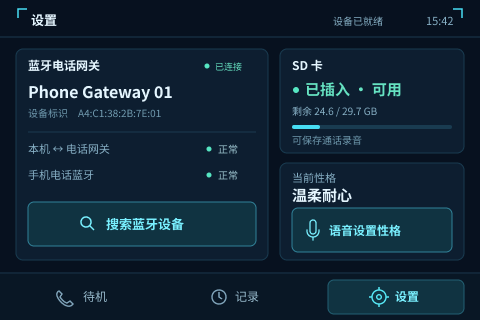 设置
设备已就绪
15:42
蓝牙电话网关
已连接
Phone Gateway 01
设备标识 A4:C1:38:2B:7E:01
本机 ↔ 电话网关
正常
手机电话蓝牙
正常
搜索蓝牙设备
SD 卡
已插入 · 可用
剩余 24.6 / 29.7 GB
可保存通话录音
当前性格
温柔耐心
语音设置性格
待机
记录
设置